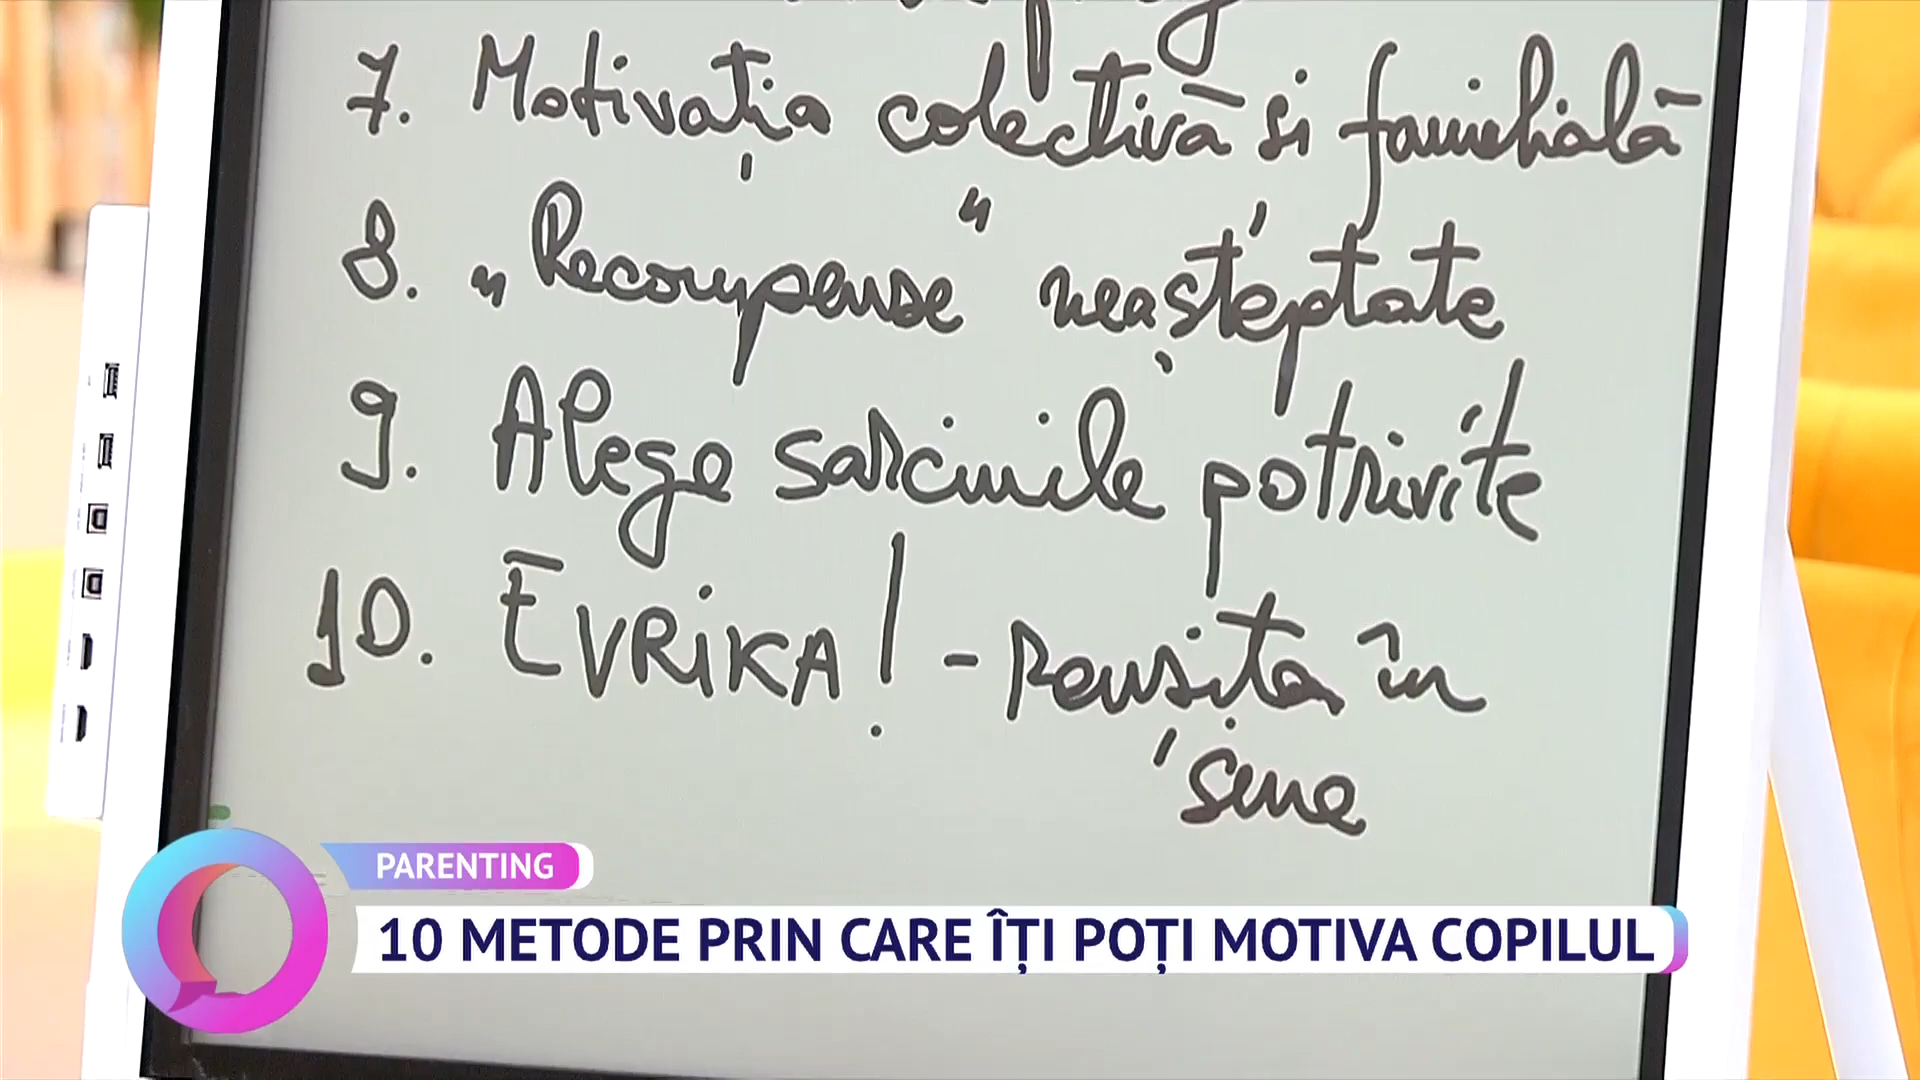 7. Motivația colectivă și familială
8. „Recompense" neașteptate
9. Alege sarcinile potrivite
10. EVRIKA! - Reușita în
sine
PARENTING
10 METODE PRIN CARE ÎȚI POȚI MOTIVA COPILUL